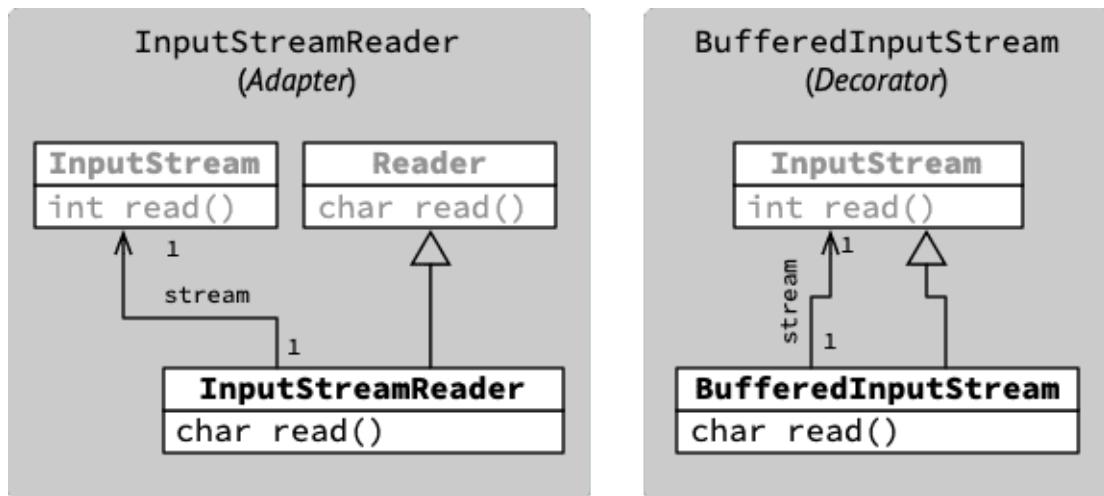 InputStreamReader
(Adapter)
InputStream
int read()
Reader
char read()
1
stream
1
InputStreamReader
char read()
BufferedInputStream
(Decorator)
InputStream
int read()
1
stream
1
BufferedInputStream
char read()